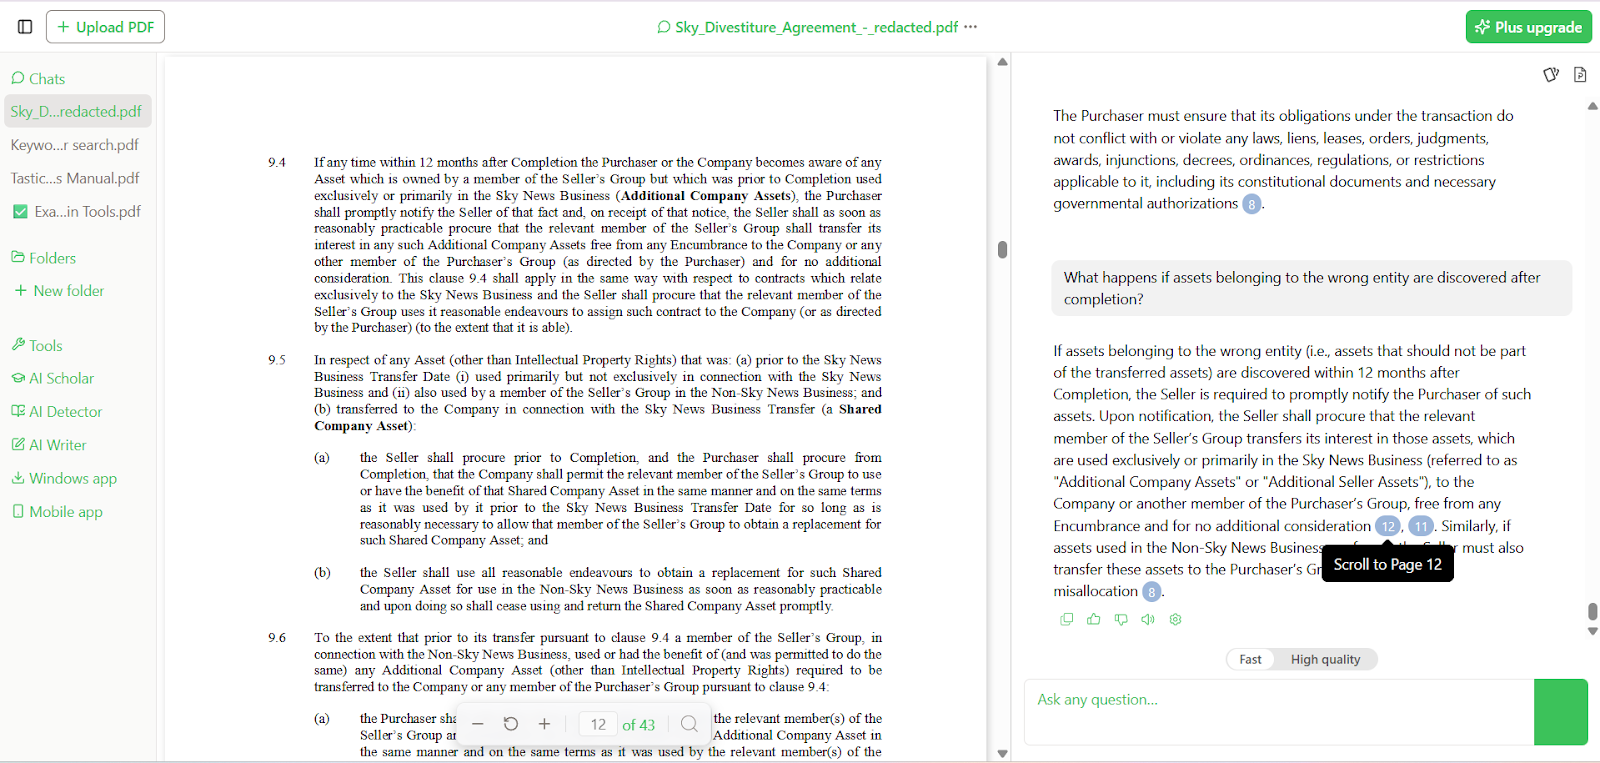 + Upload PDF
Sky_Divestiture_Agreement_-_redacted.pdf ···
Plus upgrade
Chats
Sky_D...redacted.pdf
Keywo...r search.pdf
Tastic...s Manual.pdf
Exa...in Tools.pdf
Folders
+ New folder
Tools
AI Scholar
AI Detector
AI Writer
Windows app
Mobile app
9.4 If any time within 12 months after Completion the Purchaser or the Company becomes aware of any
Asset which is owned by a member of the Seller's Group but which was prior to Completion used
exclusively or primarily in the Sky News Business (Additional Company Assets), the Purchaser
shall promptly notify the Seller of that fact and, on receipt of that notice, the Seller shall as soon as
reasonably practicable procure that the relevant member of the Seller's Group shall transfer its
interest in any such Additional Company Assets free from any Encumbrance to the Company or any
other member of the Purchaser's Group (as directed by the Purchaser) and for no additional
consideration. This clause 9.4 shall apply in the same way with respect to contracts which relate
exclusively to the Sky News Business and the Seller shall procure that the relevant member of the
Seller's Group uses it reasonable endeavours to assign such contract to the Company (or as directed
by the Purchaser) (to the extent that it is able).
9.5 In respect of any Asset (other than Intellectual Property Rights) that was: (a) prior to the Sky News
Business Transfer Date (i) used primarily but not exclusively in connection with the Sky News
Business and (ii) also used by a member of the Seller's Group in the Non-Sky News Business; and
(b) transferred to the Company in connection with the Sky News Business Transfer (a Shared
Company Asset):
(a) the Seller shall procure prior to Completion, and the Purchaser shall procure from
Completion, that the Company shall permit the relevant member of the Seller's Group to use
or have the benefit of that Shared Company Asset in the same manner and on the same terms
as it was used by it prior to the Sky News Business Transfer Date for so long as is
reasonably necessary to allow that member of the Seller's Group to obtain a replacement for
such Shared Company Asset; and
(b) the Seller shall use all reasonable endeavours to obtain a replacement for such Shared
Company Asset for use in the Non-Sky News Business as soon as reasonably practicable
and upon doing so shall cease using and return the Shared Company Asset promptly.
9.6 To the extent that prior to its transfer pursuant to clause 9.4 a member of the Seller's Group, in
connection with the Non-Sky News Business, used or had the benefit of (and was permitted to do the
same) any Additional Company Asset (other than Intellectual Property Rights) required to be
transferred to the Company or any member of the Purchaser's Group pursuant to clause 9.4:
(a) the Purchaser sha the relevant member(s) of the
Seller's Group ar Additional Company Asset in
the same manner and on the same terms as it was used by the relevant member(s) of the
12 of 43
The Purchaser must ensure that its obligations under the transaction do
not conflict with or violate any laws, liens, leases, orders, judgments,
awards, injunctions, decrees, ordinances, regulations, or restrictions
applicable to it, including its constitutional documents and necessary
governmental authorizations 8.
What happens if assets belonging to the wrong entity are discovered after
completion?
If assets belonging to the wrong entity (i.e., assets that should not be part
of the transferred assets) are discovered within 12 months after
Completion, the Seller is required to promptly notify the Purchaser of such
assets. Upon notification, the Seller shall procure that the relevant
member of the Seller's Group transfers its interest in those assets, which
are used exclusively or primarily in the Sky News Business (referred to as
"Additional Company Assets" or "Additional Seller Assets"), to the
Company or another member of the Purchaser's Group, free from any
Encumbrance and for no additional consideration 12, 11. Similarly, if
assets used in the Non-Sky News Business must also
transfer these assets to the Purchaser's Gr
misallocation 8.
Scroll to Page 12
Fast High quality
Ask any question...